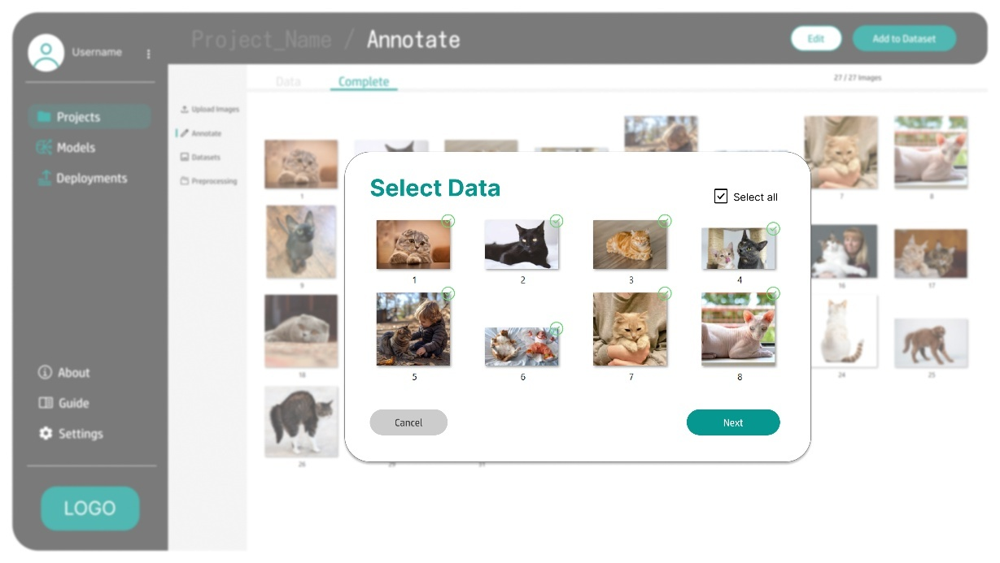 Username
Project_Name / Annotate
Edit
Add to Dataset
Data
Complete
27 / 27 Images
Projects
Models
Deployments
Upload Images
Annotate
Datasets
Preprocessing
Select Data
Select all
1
2
3
4
5
6
7
8
Cancel
Next
1
7
8
9
16
17
18
24
25
26
29
31
About
Guide
Settings
LOGO